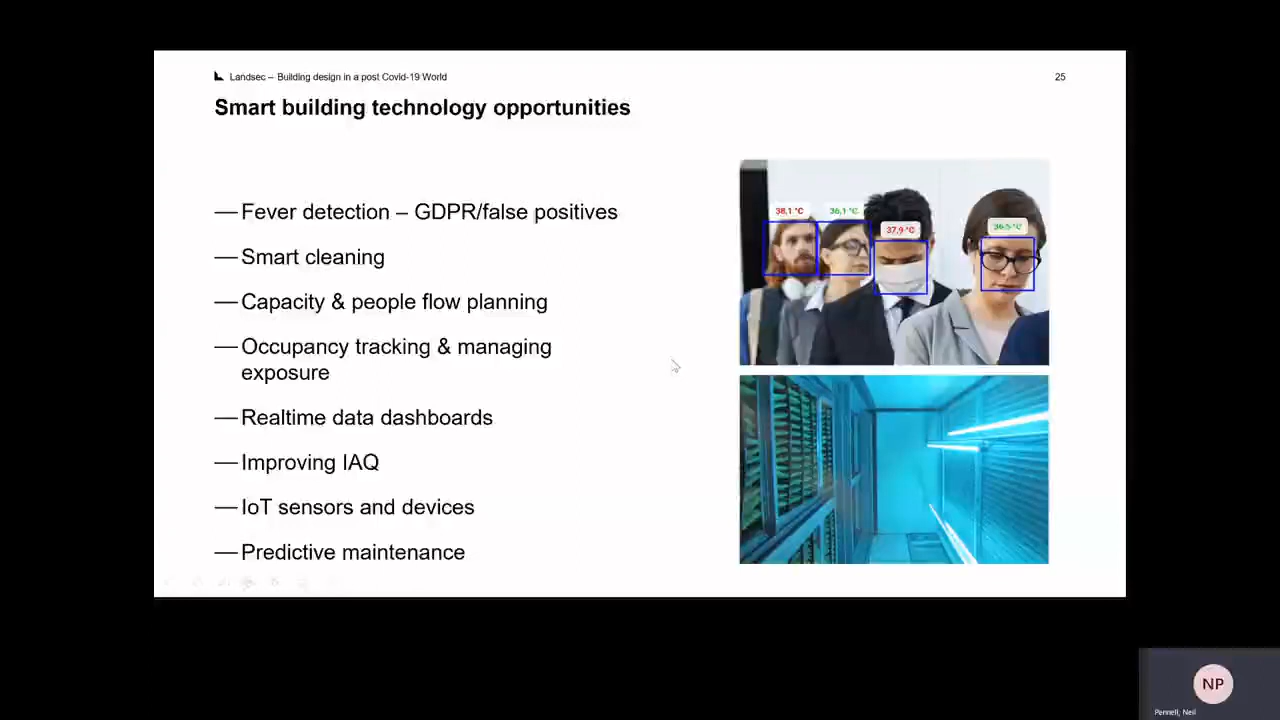 Landsec – Building design in a post Covid-19 World
25
Smart building technology opportunities
—Fever detection – GDPR/false positives
—Smart cleaning
—Capacity & people flow planning
—Occupancy tracking & managing
exposure
—Realtime data dashboards
—Improving IAQ
—IoT sensors and devices
—Predictive maintenance
38,1 °C
36,1 °C
37,9 °C
NP
Pennell, Neil